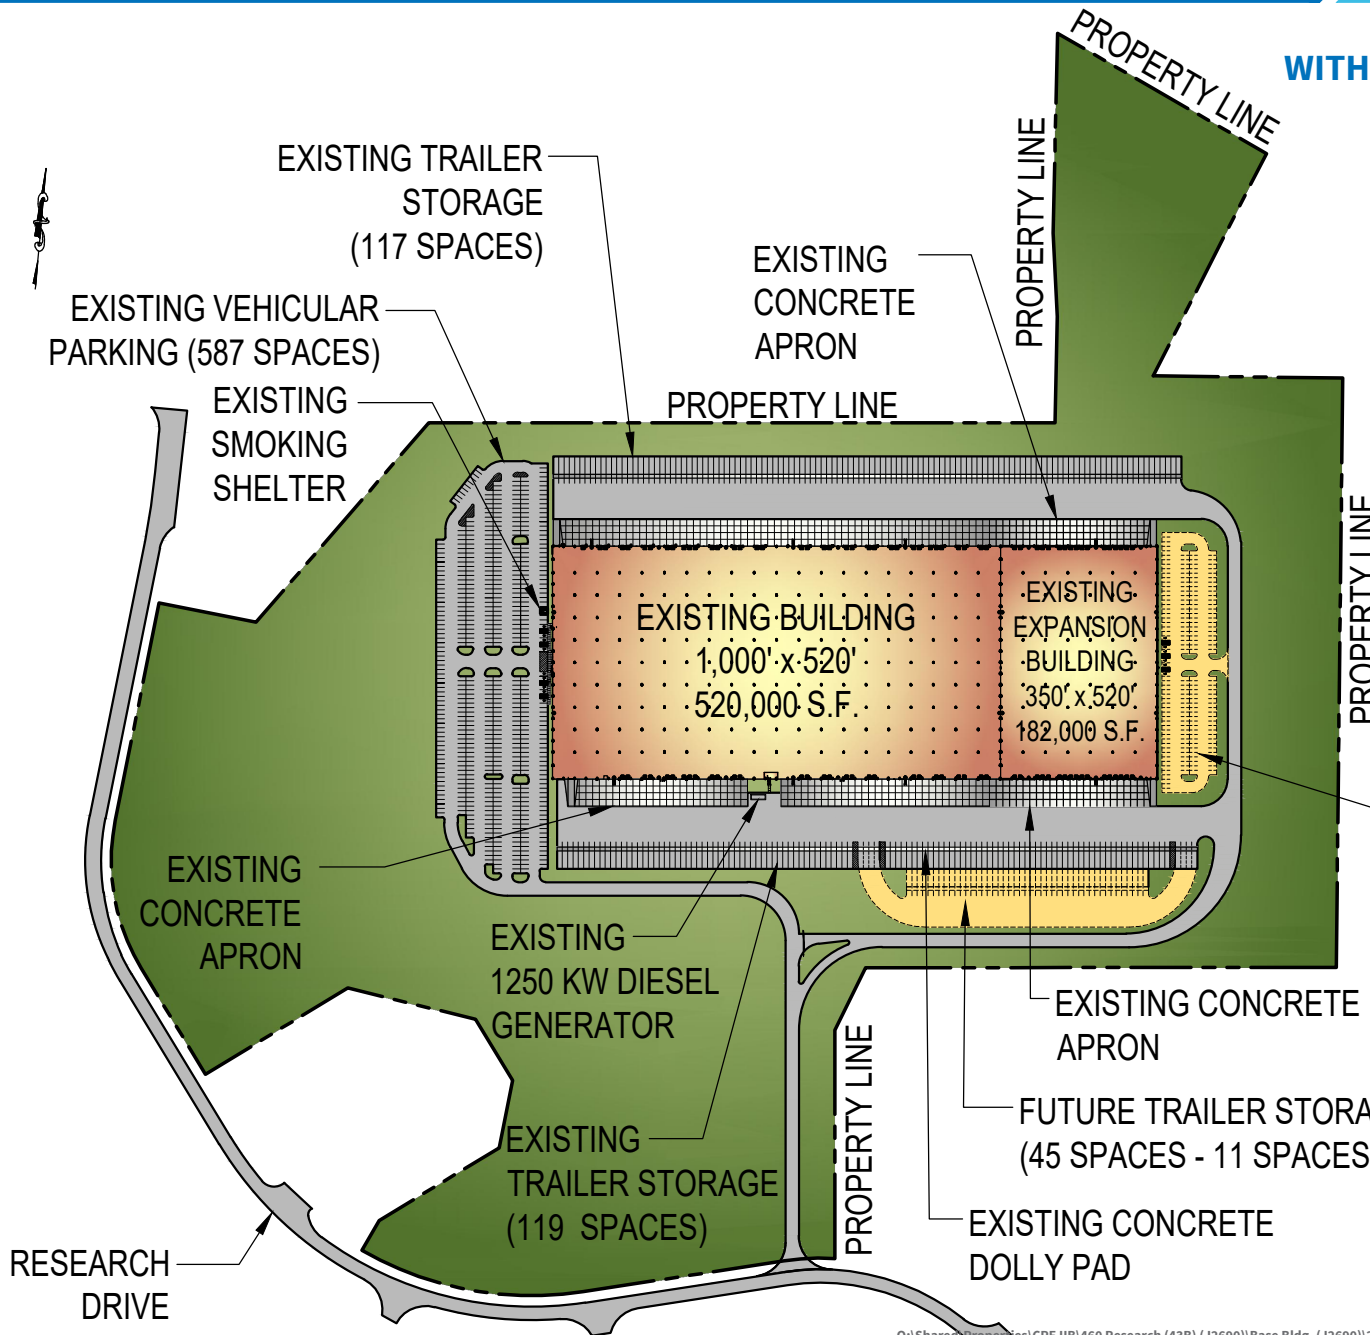 WITH
PROPERTY LINE
PROPERTY LINE
EXISTING TRAILER
STORAGE
(117 SPACES)
EXISTING
CONCRETE
APRON
EXISTING VEHICULAR
PARKING (587 SPACES)
EXISTING
SMOKING
SHELTER
PROPERTY LINE
PROPERTY LINE
EXISTING BUILDING
1,000' x 520'
520,000 S.F.
EXISTING
EXPANSION
BUILDING
350' x 520'
182,000 S.F.
EXISTING
CONCRETE
APRON
EXISTING
1250 KW DIESEL
GENERATOR
EXISTING CONCRETE
APRON
PROPERTY LINE
FUTURE TRAILER STORA
(45 SPACES - 11 SPACES
EXISTING
TRAILER STORAGE
(119 SPACES)
EXISTING CONCRETE
DOLLY PAD
RESEARCH
DRIVE